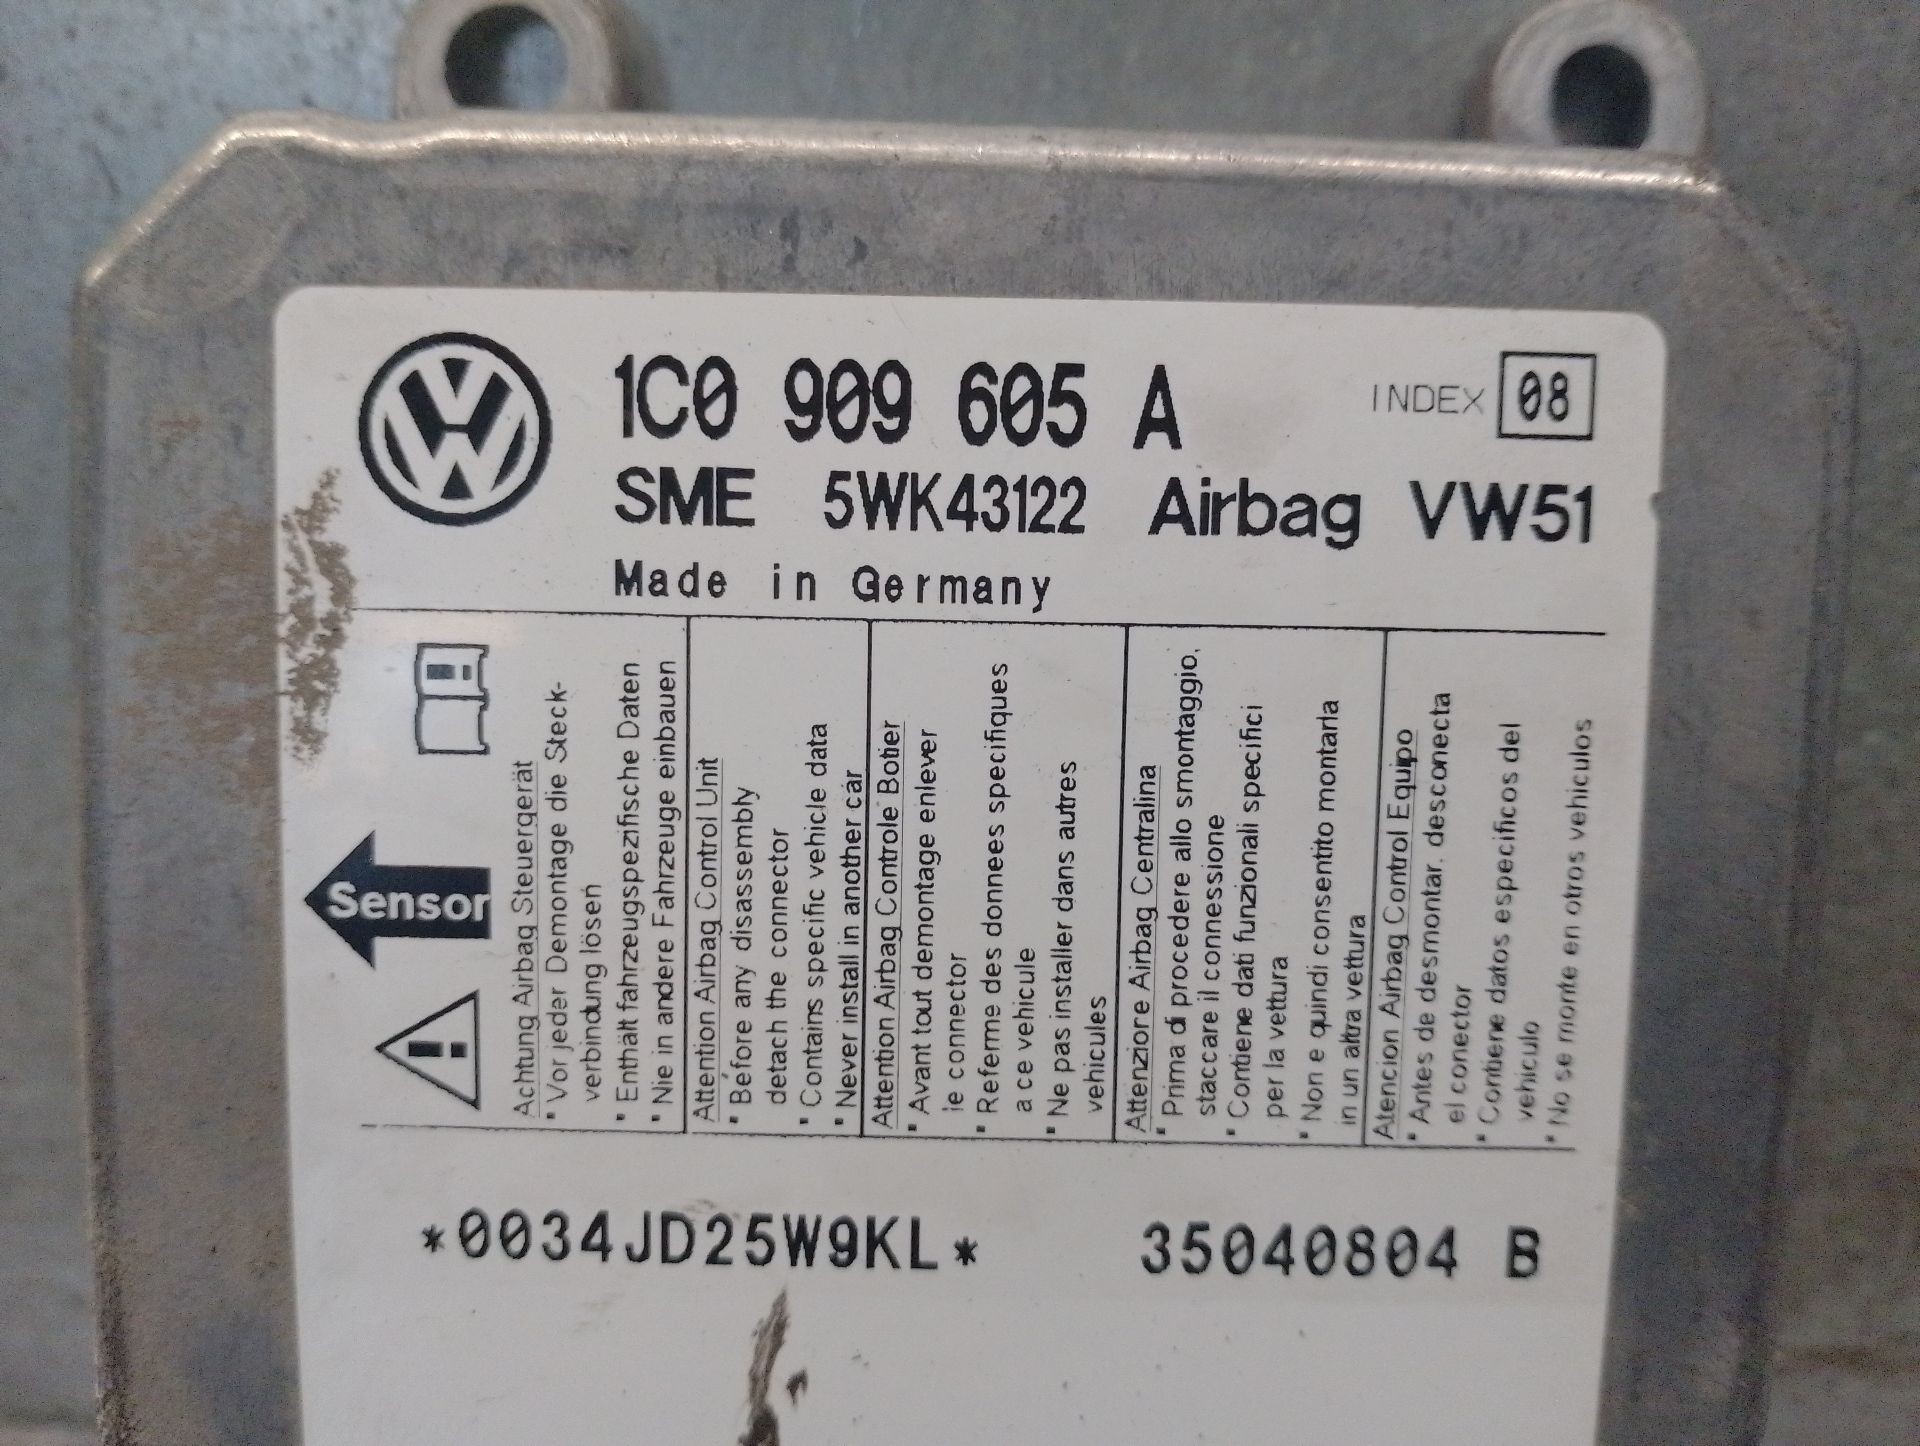 1C0 909 605 A INDEX 08
SME 5WK43122 Airbag VW51
Made in Germany
Sensor
Achtung Airbag Steuergerät
" Vor jeder Demontage die Steck-
verbindung lösen
" Enthält fahrzeugspezifische Daten
" Nie in andere Fahrzeuge einbauen
Attention Airbag Control Unit
" Before any disassembly
detach the connector
" Contains specific vehicle data
" Never install in another car
Attention Airbag Controle Botier
" Avant tout demontage enlever
ie connector
" Referme des donnees specifiques
a ce vehicule
" Ne pas installer dans autres
vehicules
Attenzione Airbag Centralina
" Prima di procedere allo smontaggio,
staccare il connessione
" Contiene dati funzionali specifici
per la vettura
" Non e quindi consentito montarla
in un altra vettura
Atencion Airbag Control Equipo
" Antes de desmontar, desconecta
el conector
" Contiene datos especificos del
vehiculo
" No se monte en otros vehiculos
*0034JD25W9KL* 35040804 B